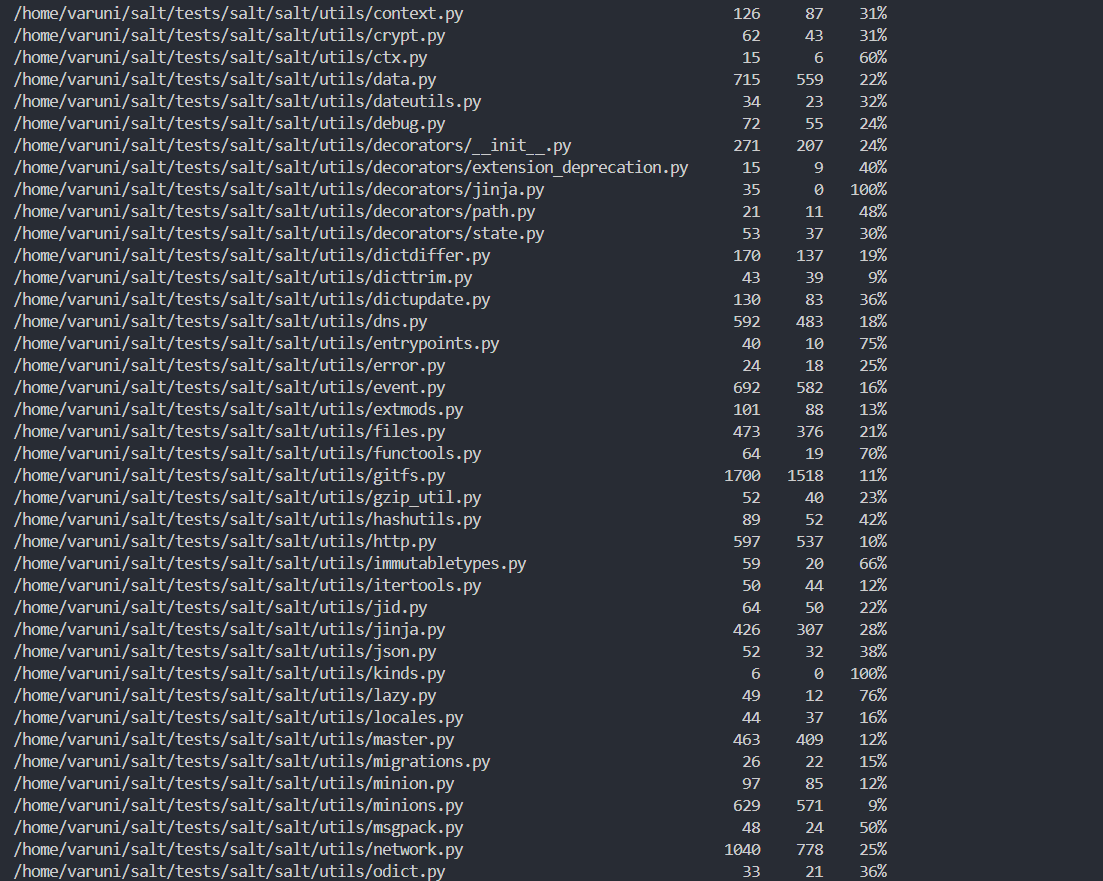 /home/varuni/salt/tests/salt/salt/utils/context.py 126 87 31%
/home/varuni/salt/tests/salt/salt/utils/crypt.py 62 43 31%
/home/varuni/salt/tests/salt/salt/utils/ctx.py 15 6 60%
/home/varuni/salt/tests/salt/salt/utils/data.py 715 559 22%
/home/varuni/salt/tests/salt/salt/utils/dateutils.py 34 23 32%
/home/varuni/salt/tests/salt/salt/utils/debug.py 72 55 24%
/home/varuni/salt/tests/salt/salt/utils/decorators/__init__.py 271 207 24%
/home/varuni/salt/tests/salt/salt/utils/decorators/extension_deprecation.py 15 9 40%
/home/varuni/salt/tests/salt/salt/utils/decorators/jinja.py 35 0 100%
/home/varuni/salt/tests/salt/salt/utils/decorators/path.py 21 11 48%
/home/varuni/salt/tests/salt/salt/utils/decorators/state.py 53 37 30%
/home/varuni/salt/tests/salt/salt/utils/dictdiffer.py 170 137 19%
/home/varuni/salt/tests/salt/salt/utils/dicttrim.py 43 39 9%
/home/varuni/salt/tests/salt/salt/utils/dictupdate.py 130 83 36%
/home/varuni/salt/tests/salt/salt/utils/dns.py 592 483 18%
/home/varuni/salt/tests/salt/salt/utils/entrypoints.py 40 10 75%
/home/varuni/salt/tests/salt/salt/utils/error.py 24 18 25%
/home/varuni/salt/tests/salt/salt/utils/event.py 692 582 16%
/home/varuni/salt/tests/salt/salt/utils/extmods.py 101 88 13%
/home/varuni/salt/tests/salt/salt/utils/files.py 473 376 21%
/home/varuni/salt/tests/salt/salt/utils/functools.py 64 19 70%
/home/varuni/salt/tests/salt/salt/utils/gitfs.py 1700 1518 11%
/home/varuni/salt/tests/salt/salt/utils/gzip_util.py 52 40 23%
/home/varuni/salt/tests/salt/salt/utils/hashutils.py 89 52 42%
/home/varuni/salt/tests/salt/salt/utils/http.py 597 537 10%
/home/varuni/salt/tests/salt/salt/utils/immutabletypes.py 59 20 66%
/home/varuni/salt/tests/salt/salt/utils/itertools.py 50 44 12%
/home/varuni/salt/tests/salt/salt/utils/jid.py 64 50 22%
/home/varuni/salt/tests/salt/salt/utils/jinja.py 426 307 28%
/home/varuni/salt/tests/salt/salt/utils/json.py 52 32 38%
/home/varuni/salt/tests/salt/salt/utils/kinds.py 6 0 100%
/home/varuni/salt/tests/salt/salt/utils/lazy.py 49 12 76%
/home/varuni/salt/tests/salt/salt/utils/locales.py 44 37 16%
/home/varuni/salt/tests/salt/salt/utils/master.py 463 409 12%
/home/varuni/salt/tests/salt/salt/utils/migrations.py 26 22 15%
/home/varuni/salt/tests/salt/salt/utils/minion.py 97 85 12%
/home/varuni/salt/tests/salt/salt/utils/minions.py 629 571 9%
/home/varuni/salt/tests/salt/salt/utils/msgpack.py 48 24 50%
/home/varuni/salt/tests/salt/salt/utils/network.py 1040 778 25%
/home/varuni/salt/tests/salt/salt/utils/odict.py 33 21 36%